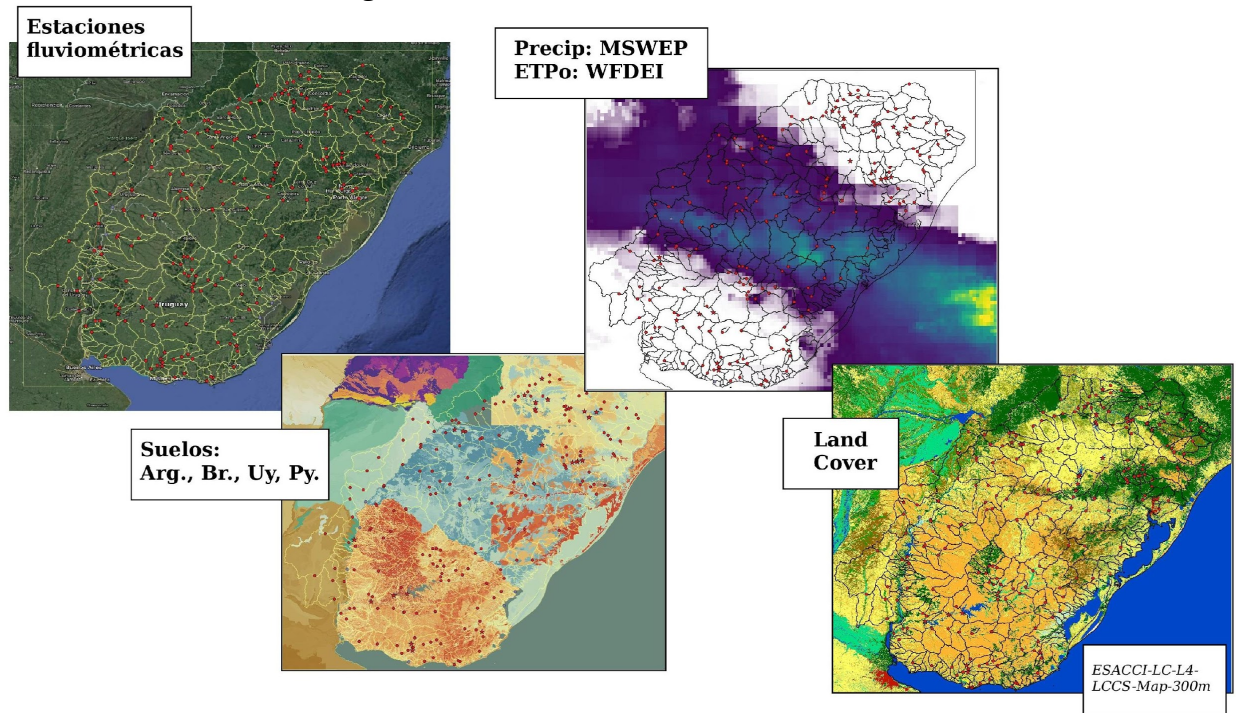 Estaciones
fluviométricas
Precip: MSWEP
ETPo: WFDEI
Uruguay
Suelos:
Arg., Br., Uy, Py.
Land
Cover
ESACCI-LC-L4-
LCCS-Map-300m